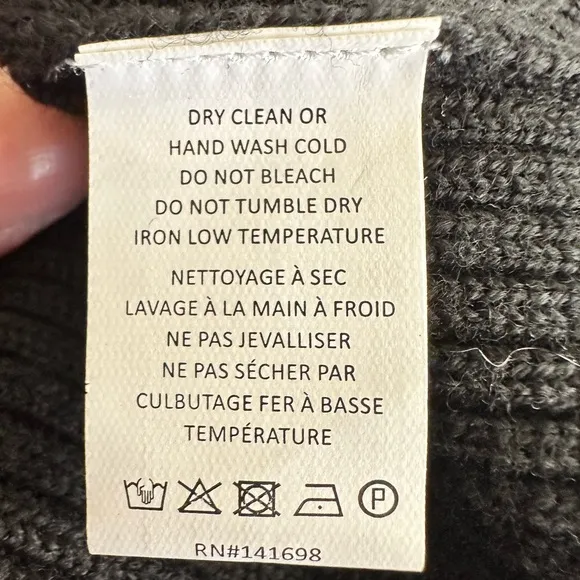 DRY CLEAN OR
HAND WASH COLD
DO NOT BLEACH
DO NOT TUMBLE DRY
IRON LOW TEMPERATURE
NETTOYAGE À SEC
LAVAGE À LA MAIN À FROID
NE PAS JEVALLISER
NE PAS SÉCHER PAR
CULBUTAGE FER À BASSE
TEMPÉRATURE
P
RN#141698